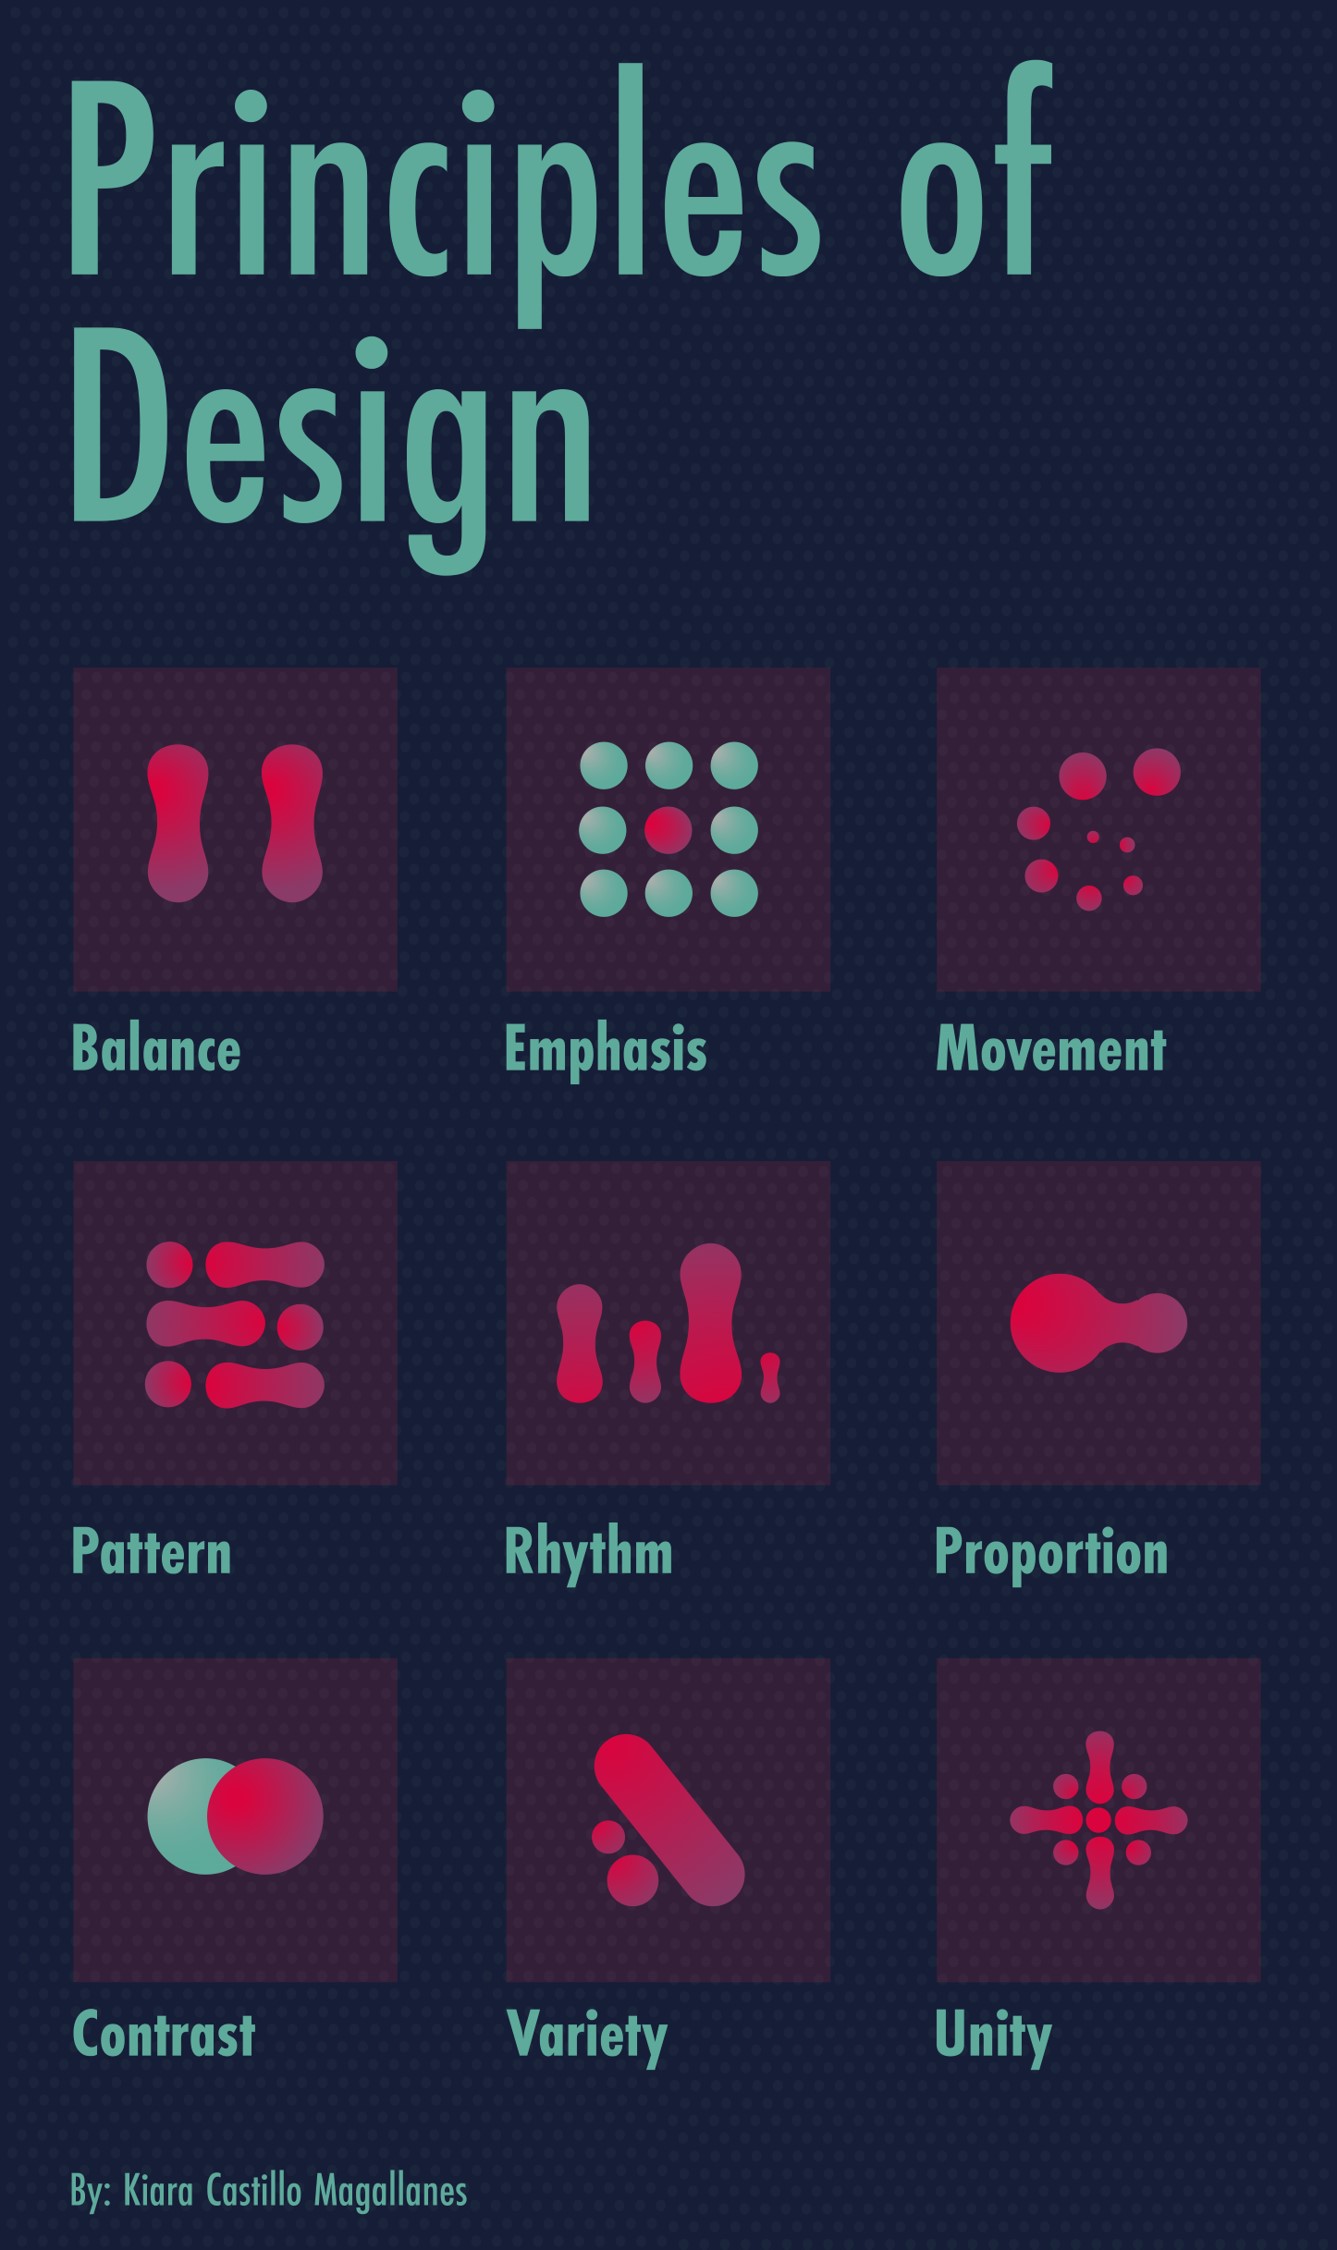 Principles of
Design
Balance
Emphasis
Movement
Pattern
Rhythm
Proportion
Contrast
Variety
Unity
By: Kiara Castillo Magallanes